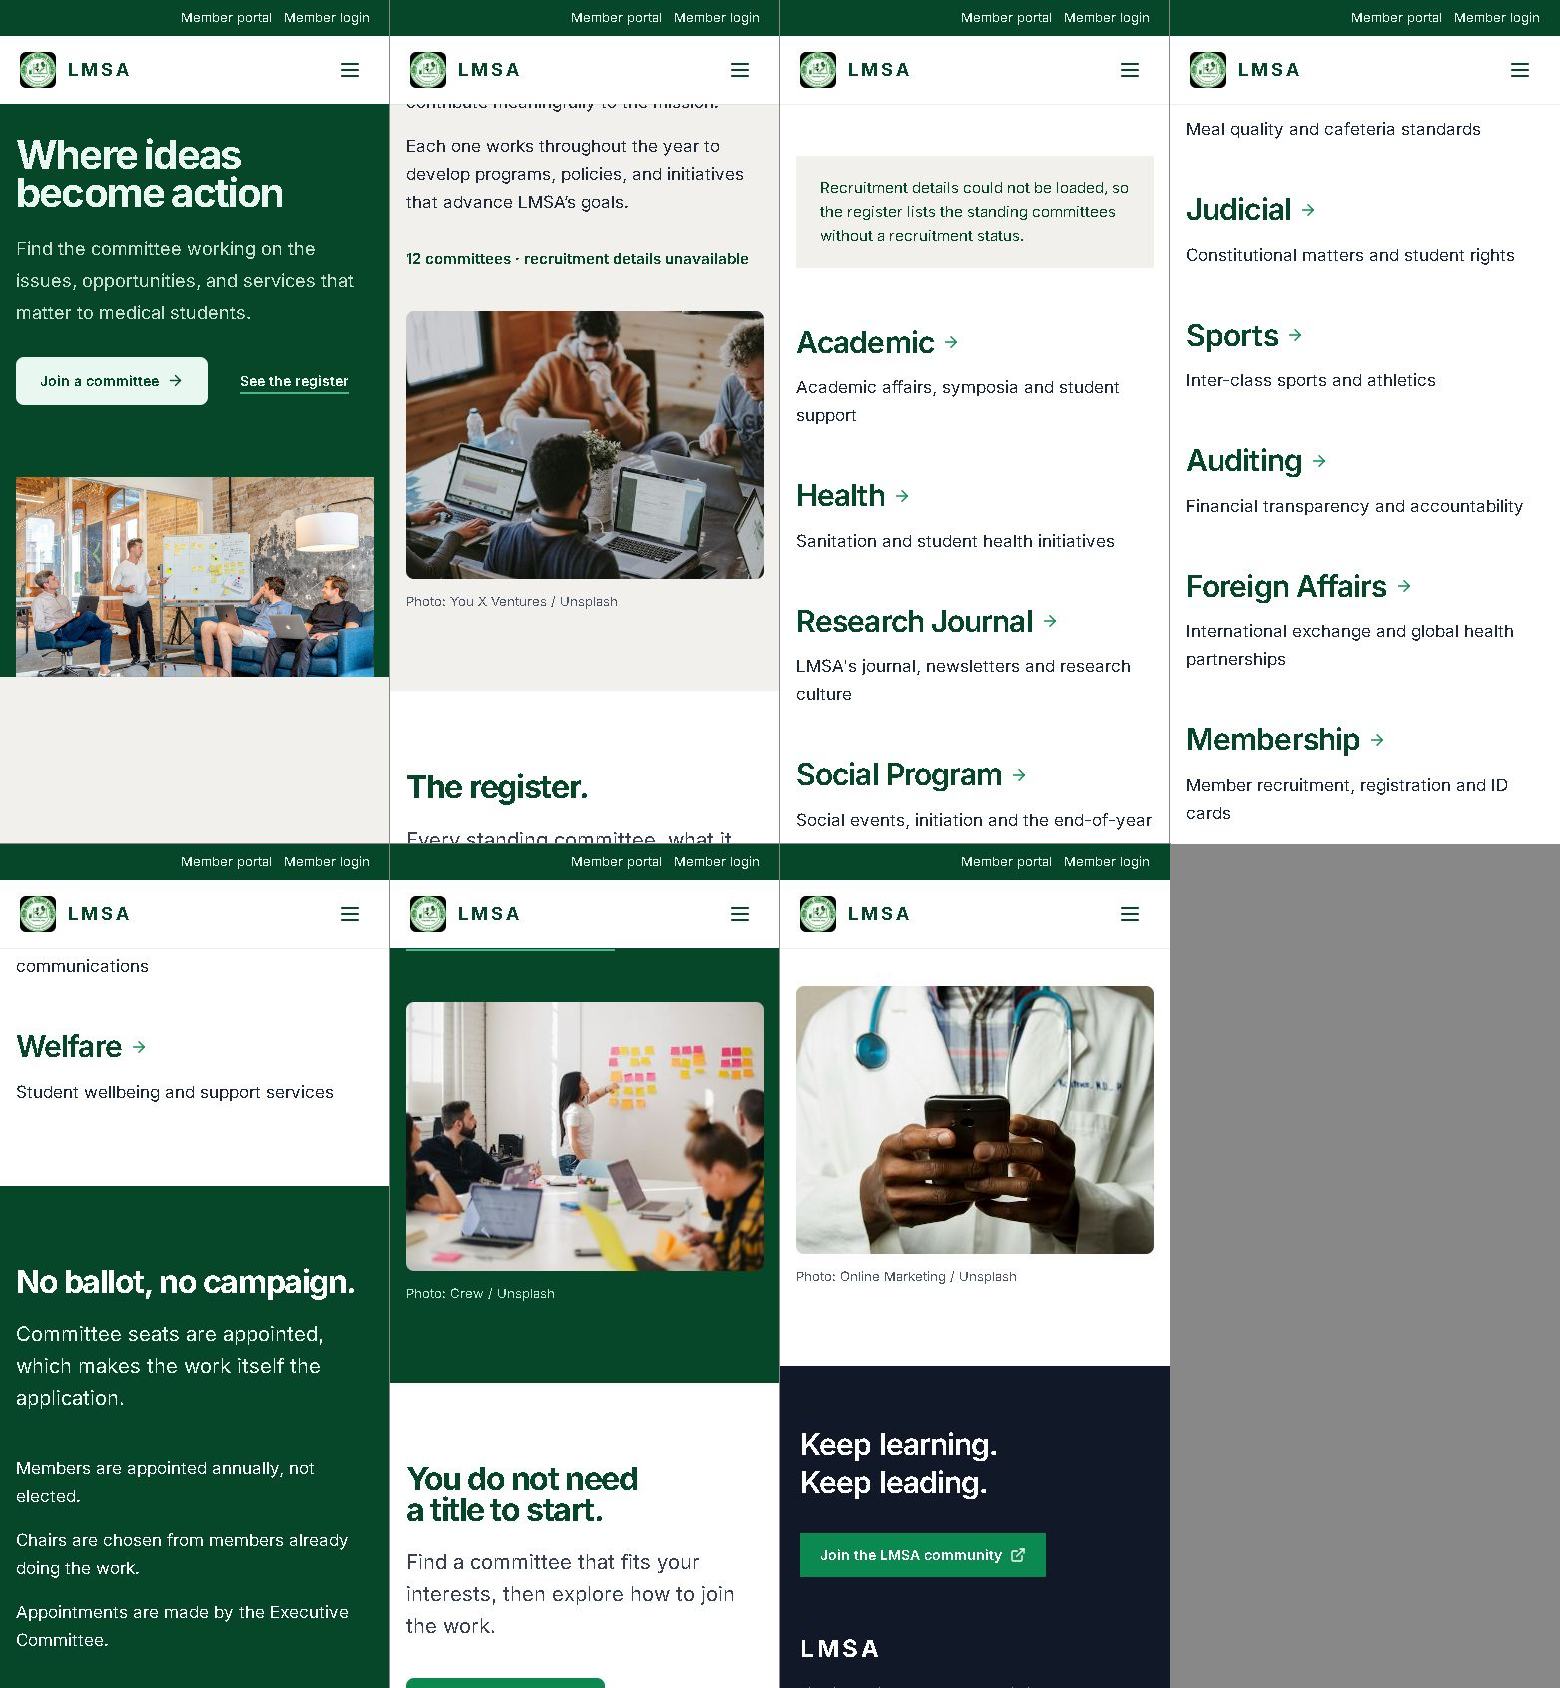 Member portal Member login
LMSA
Where ideas
become action
Find the committee working on the
issues, opportunities, and services that
matter to medical students.
Join a committee
See the register
Member portal Member login
LMSA
contribute meaningfully to the mission.
Each one works throughout the year to
develop programs, policies, and initiatives
that advance LMSA's goals.
12 committees · recruitment details unavailable
Photo: You X Ventures / Unsplash
The register.
Every standing committee, what it
Member portal Member login
LMSA
Recruitment details could not be loaded, so
the register lists the standing committees
without a recruitment status.
Academic
Academic affairs, symposia and student
support
Health
Sanitation and student health initiatives
Research Journal
LMSA's journal, newsletters and research
culture
Social Program
Social events, initiation and the end-of-year
Member portal Member login
LMSA
Meal quality and cafeteria standards
Judicial
Constitutional matters and student rights
Sports
Inter-class sports and athletics
Auditing
Financial transparency and accountability
Foreign Affairs
International exchange and global health
partnerships
Membership
Member recruitment, registration and ID
cards
Member portal Member login
LMSA
communications
Welfare
Student wellbeing and support services
No ballot, no campaign.
Committee seats are appointed,
which makes the work itself the
application.
Members are appointed annually, not
elected.
Chairs are chosen from members already
doing the work.
Appointments are made by the Executive
Committee.
Member portal Member login
LMSA
Photo: Crew / Unsplash
You do not need
a title to start.
Find a committee that fits your
interests, then explore how to join
the work.
Member portal Member login
LMSA
Photo: Online Marketing / Unsplash
Keep learning.
Keep leading.
Join the LMSA community
LMSA